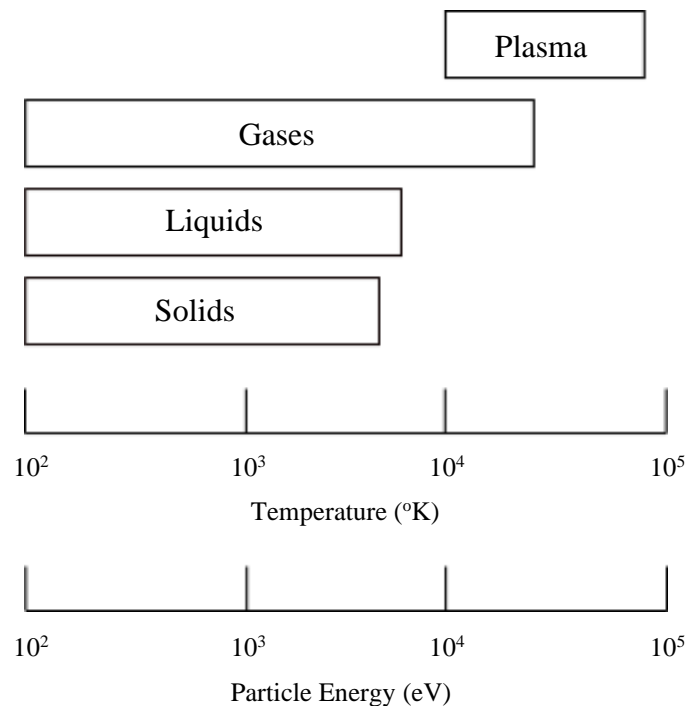 Plasma
Gases
Liquids
Solids
10² 10³ 10⁴ 10⁵
Temperature (°K)
10² 10³ 10⁴ 10⁵
Particle Energy (eV)